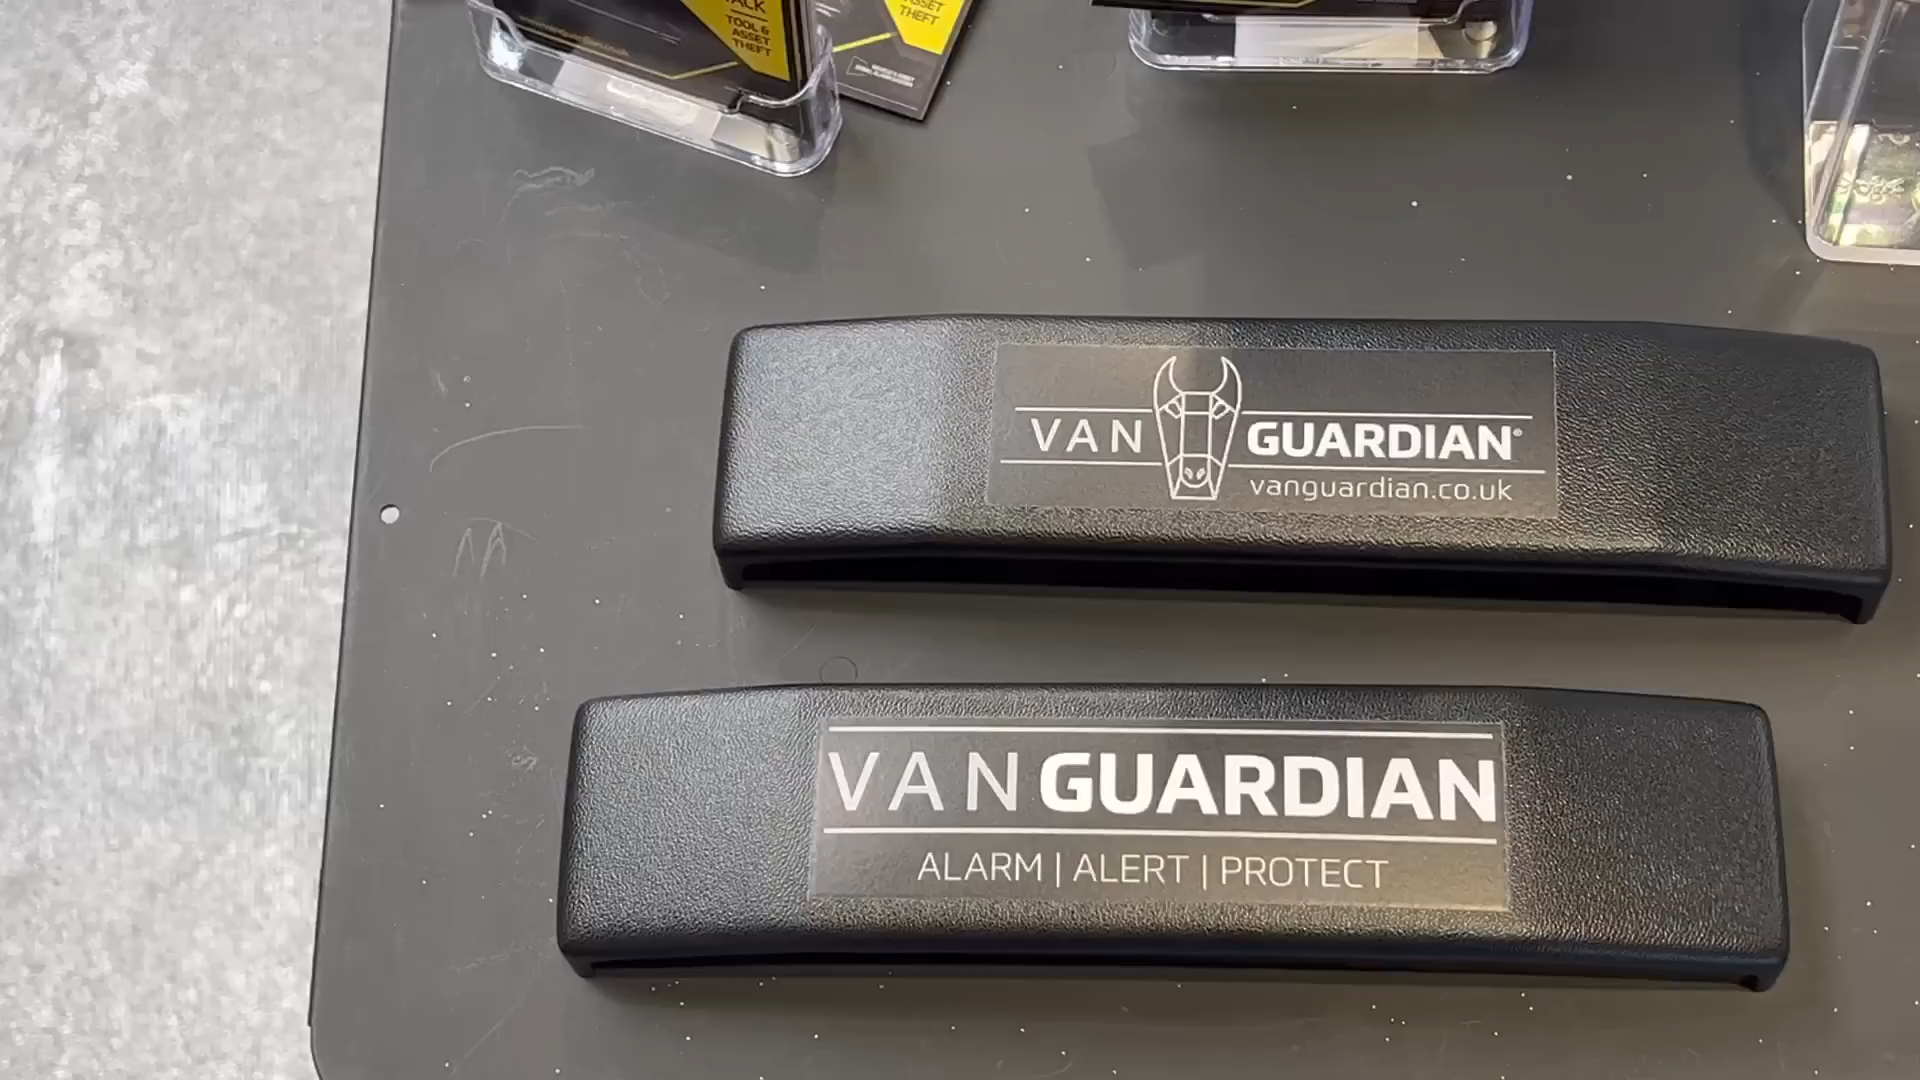 TOOL &
ASSET
THEFT
ASSET
THEFT
VAN GUARDIAN®
vanguardian.co.uk
VAN GUARDIAN
ALARM | ALERT | PROTECT